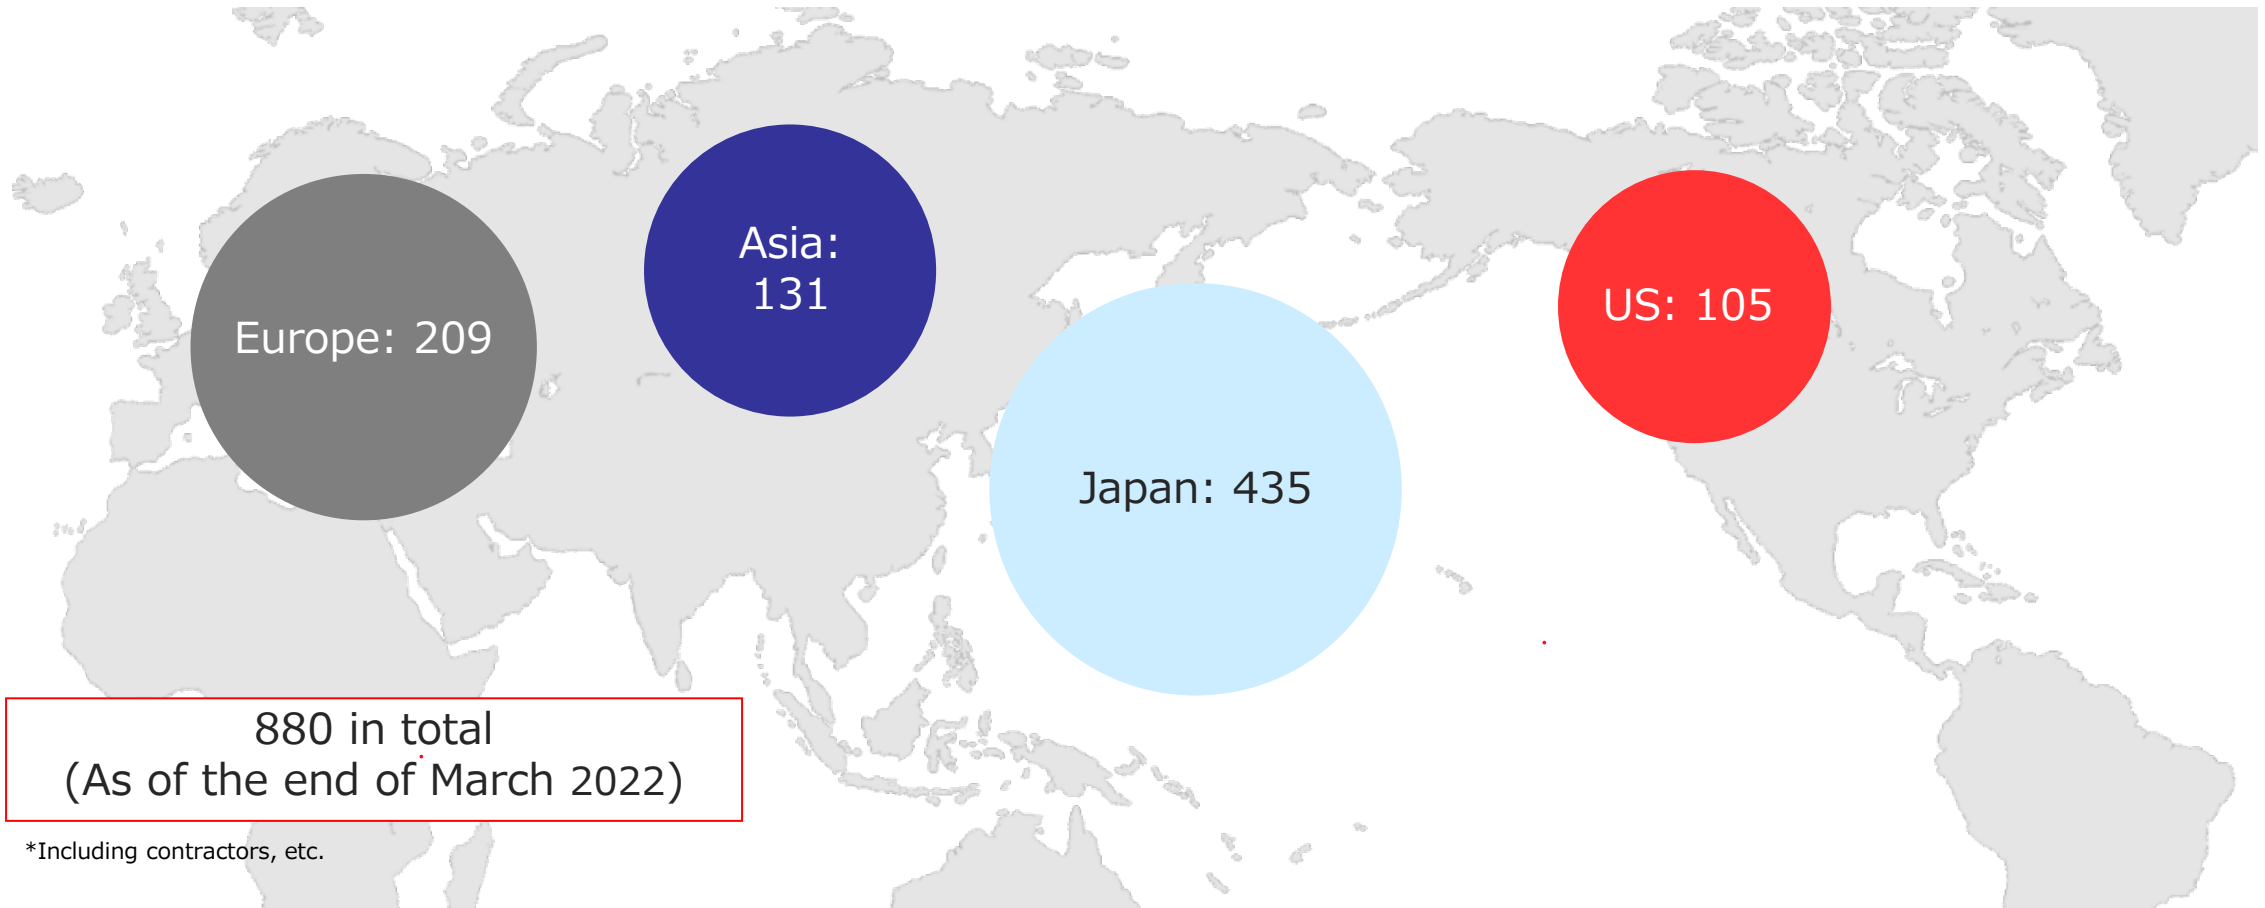 Asia:
131
Europe: 209
US: 105
Japan: 435
880 in total
(As of the end of March 2022)
*Including contractors, etc.